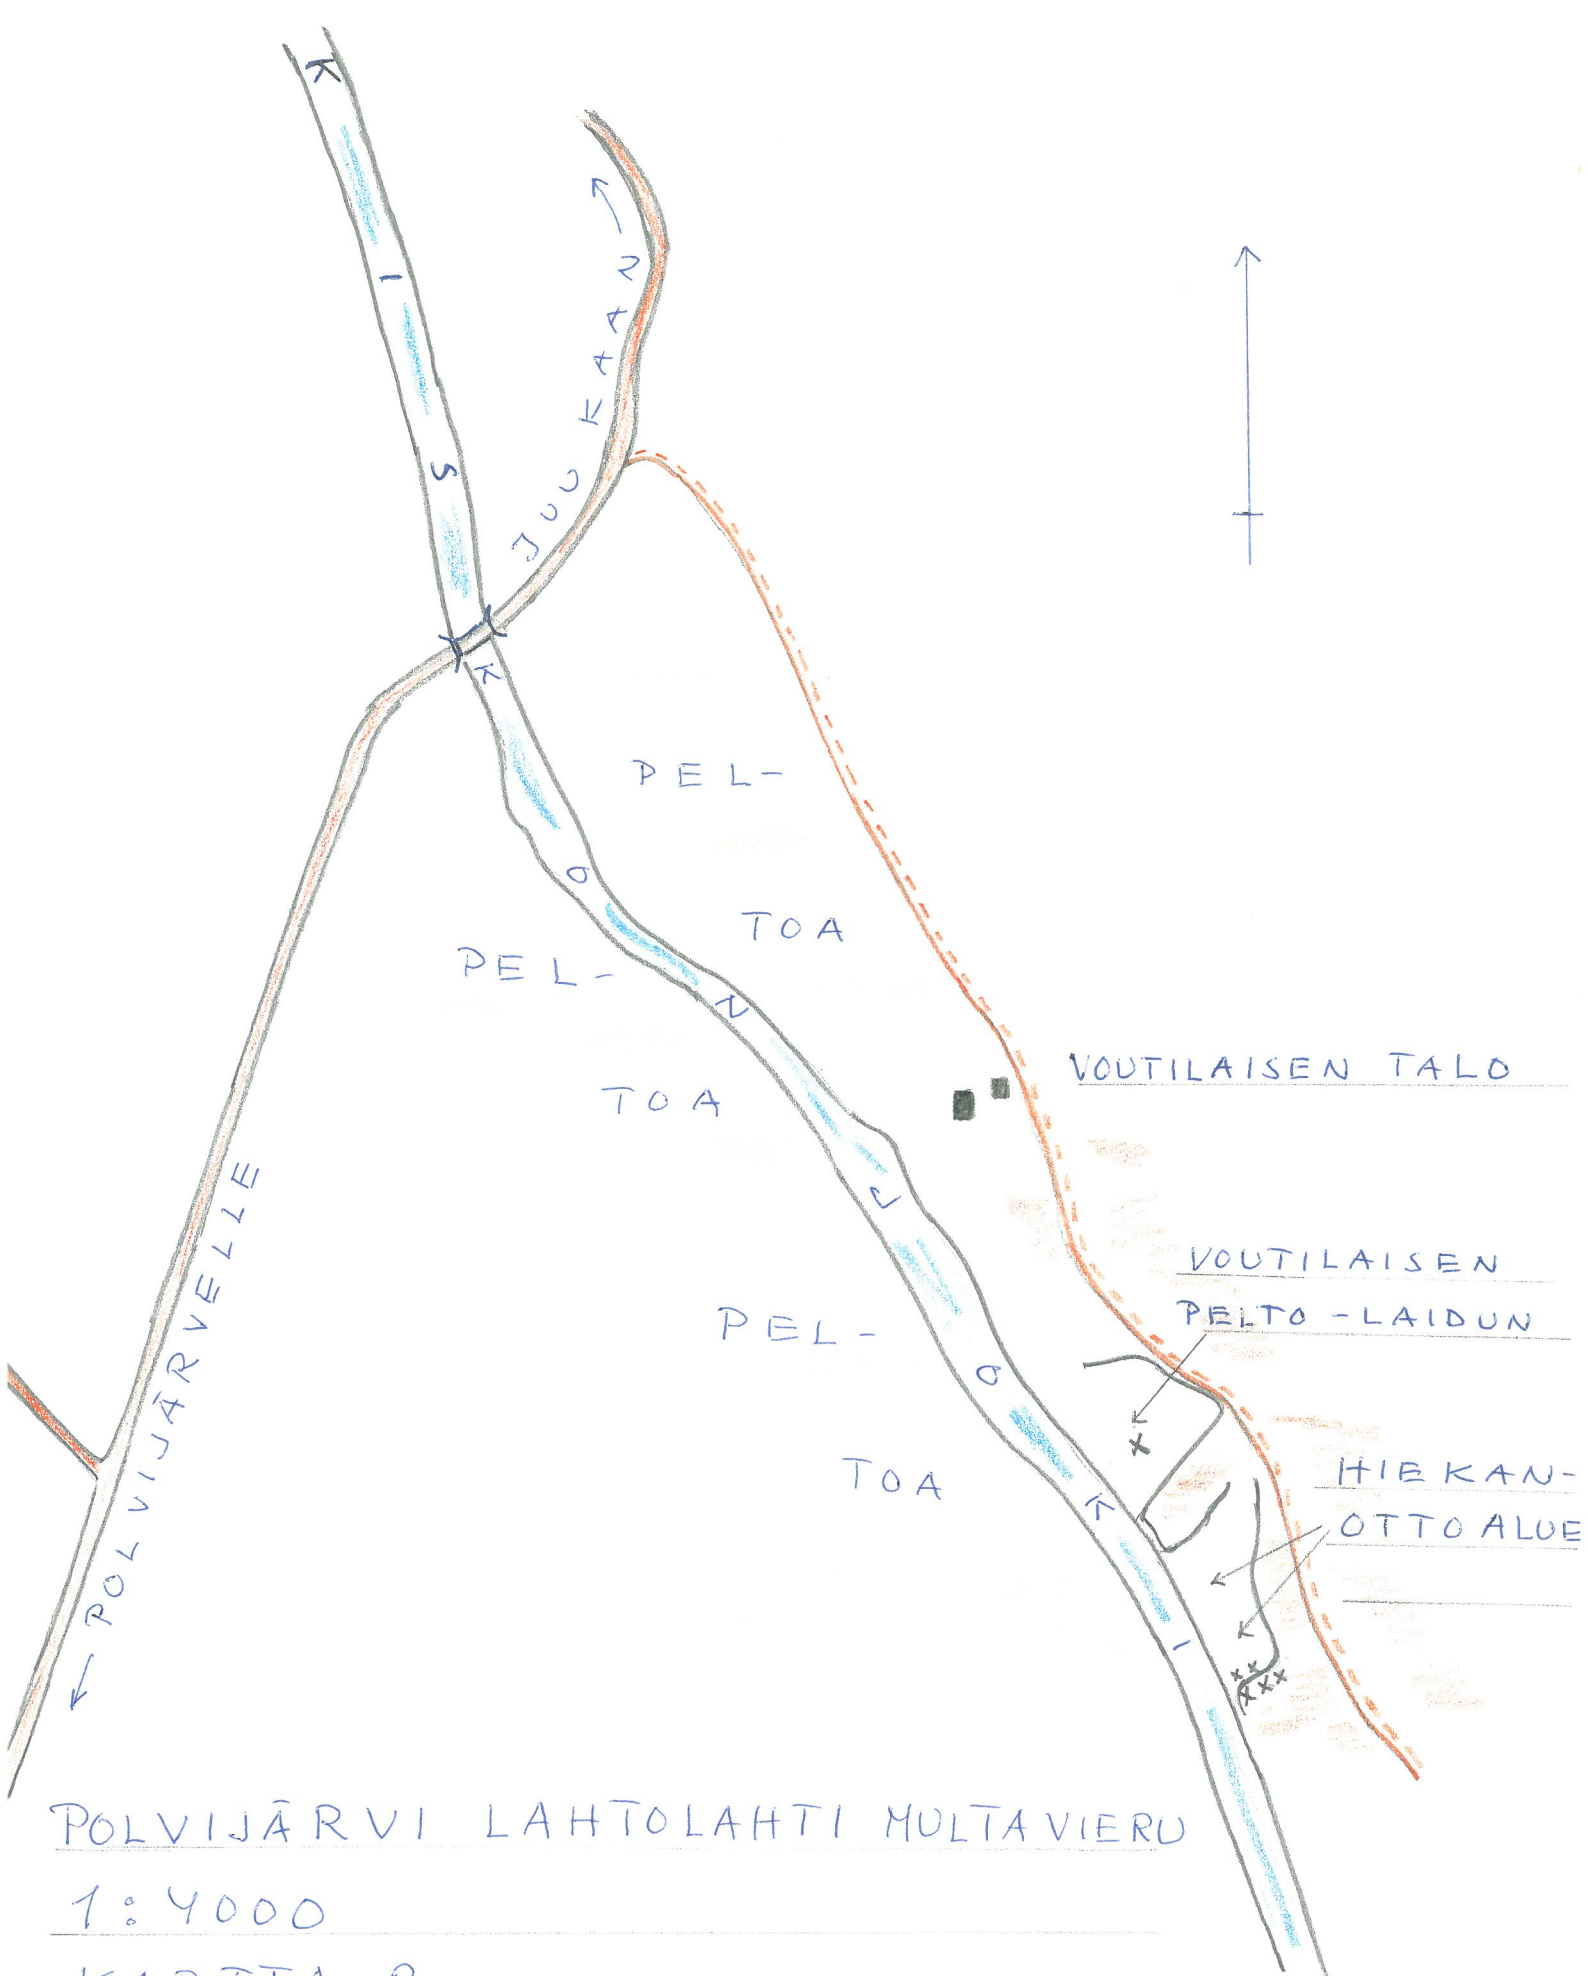 KISKONJOKI
JUUKAAN
PEL-
TOA
PEL-
TOA
VOUTILAISEN TALO
VOUTILAISEN
PELTO - LAIDUN
PEL-
TOA
HIEKAN-
OTTOALUE
POLVIJÄRVELLE
POLVIJÄRVI LAHTOLAHTI MULTAVIERU
1:4000
KARTTA